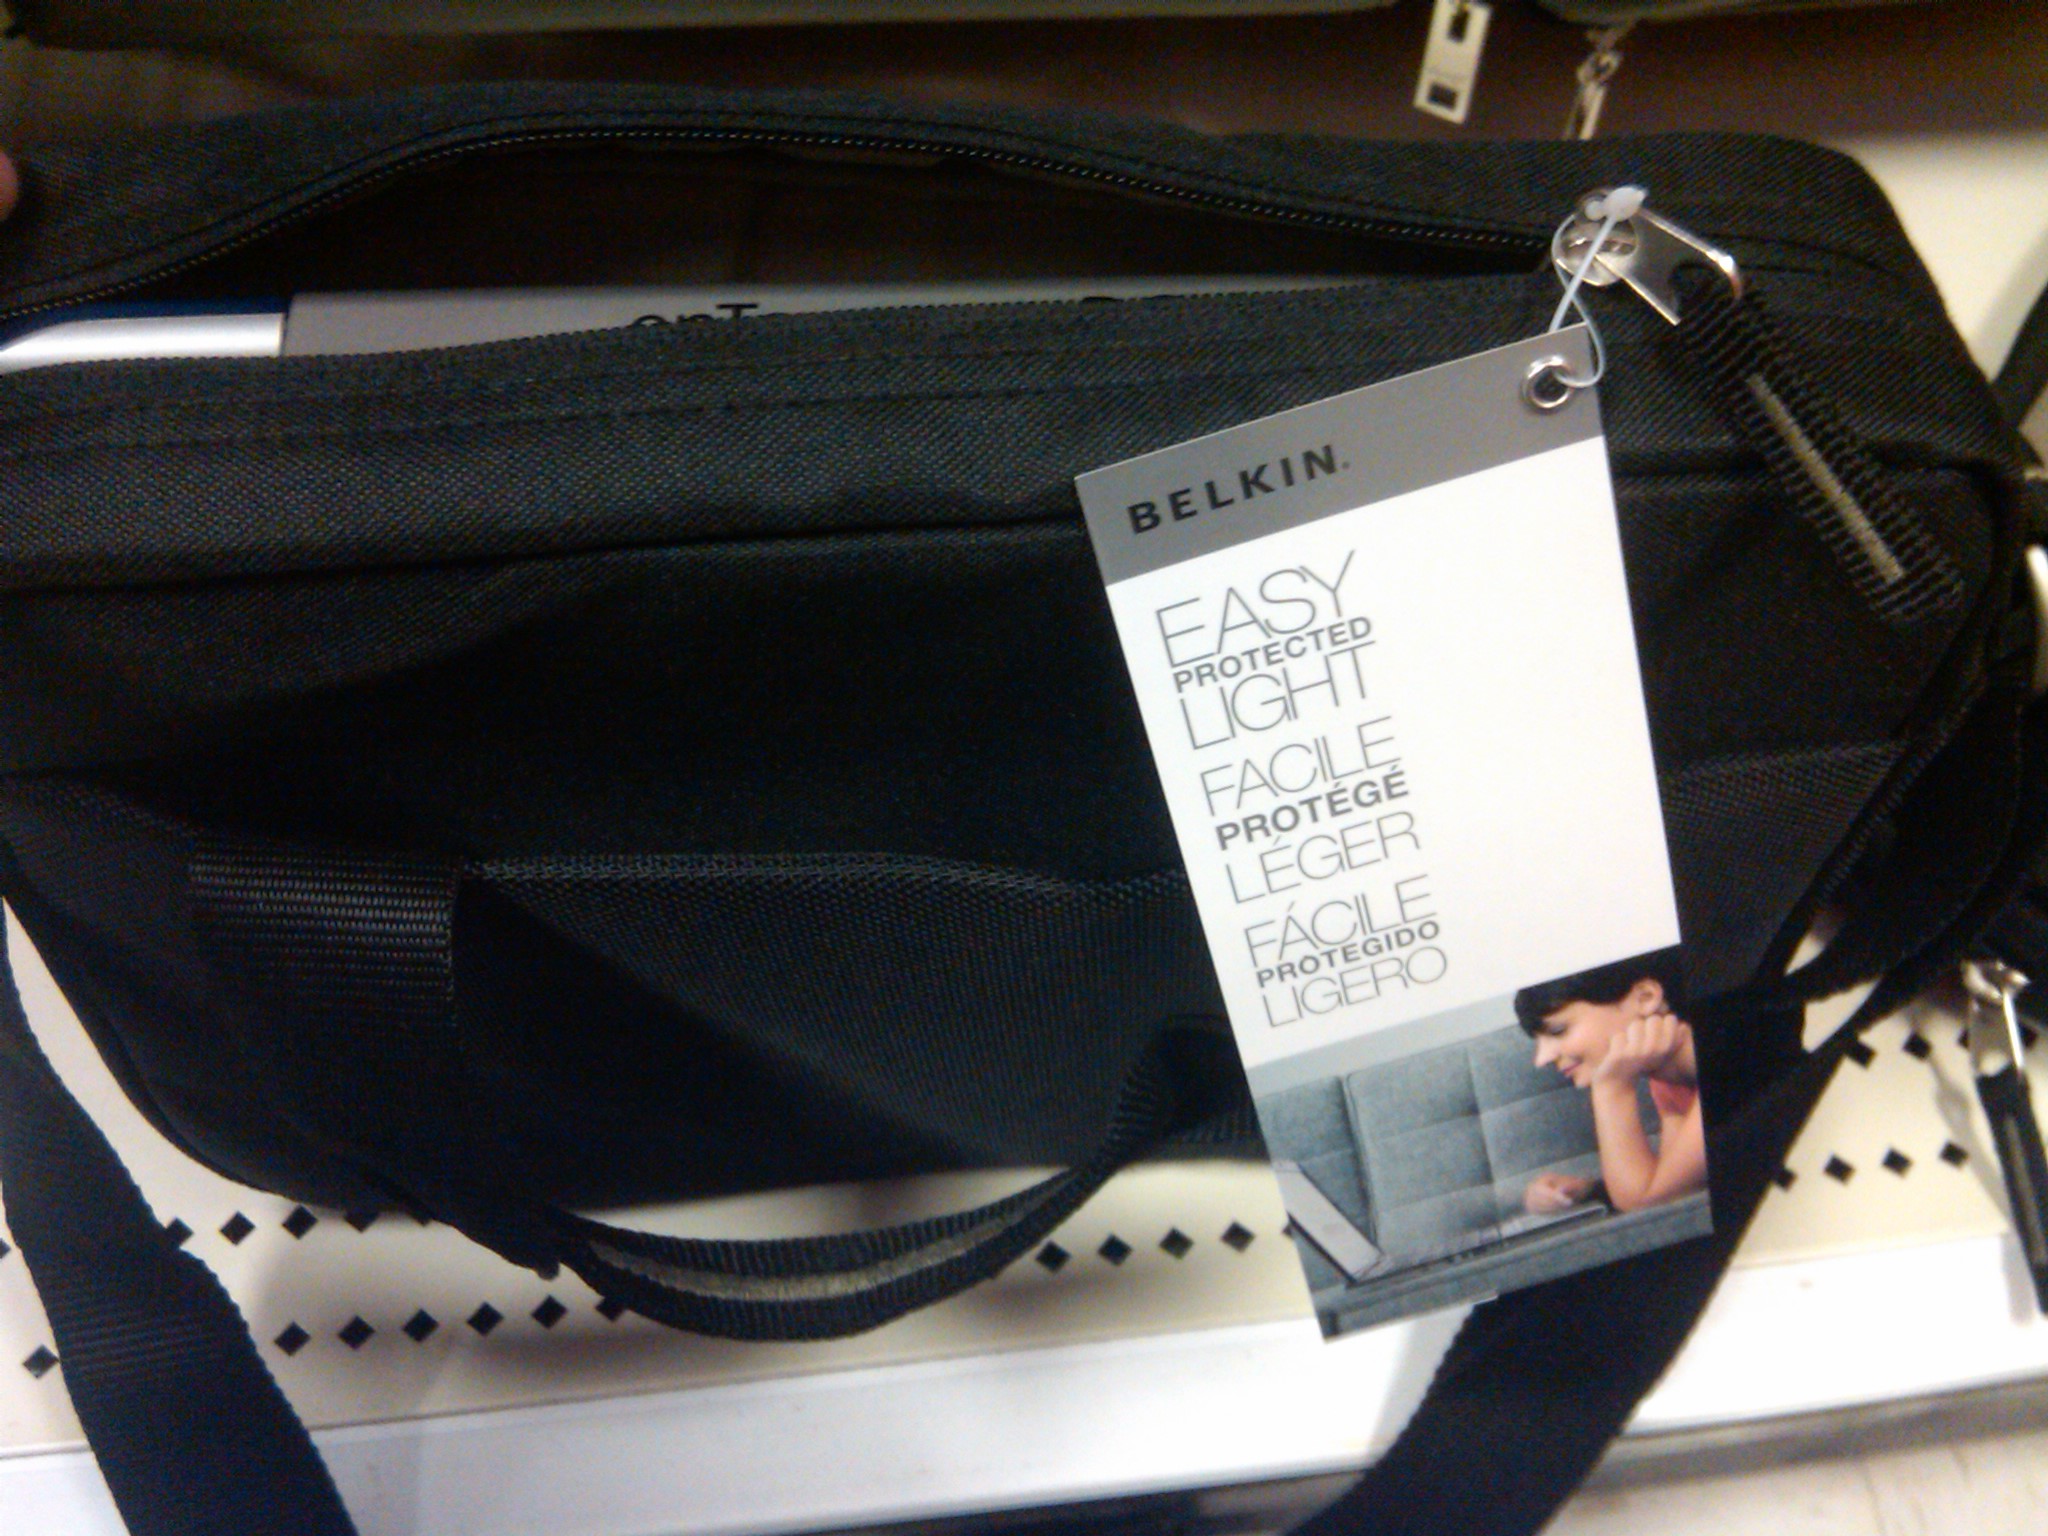 BELKIN
EASY
PROTECTED
LIGHT
FACILE
PROTÉGÉ
LÉGER
FÁCILE
PROTEGIDO
LIGERO